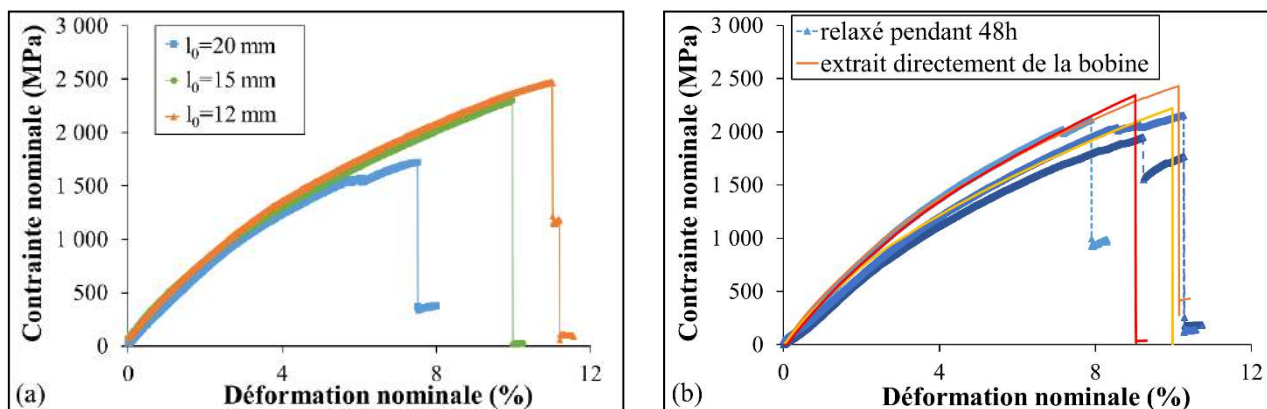 Contrainte nominale (MPa)
3 000
2 500
2 000
1 500
1 000
500
0
l₀=20 mm
l₀=15 mm
l₀=12 mm
0 4 8 12
Déformation nominale (%)
(a)
Contrainte nominale (MPa)
3 000
2 500
2 000
1 500
1 000
500
0
relaxé pendant 48h
extrait directement de la bobine
0 4 8 12
Déformation nominale (%)
(b)